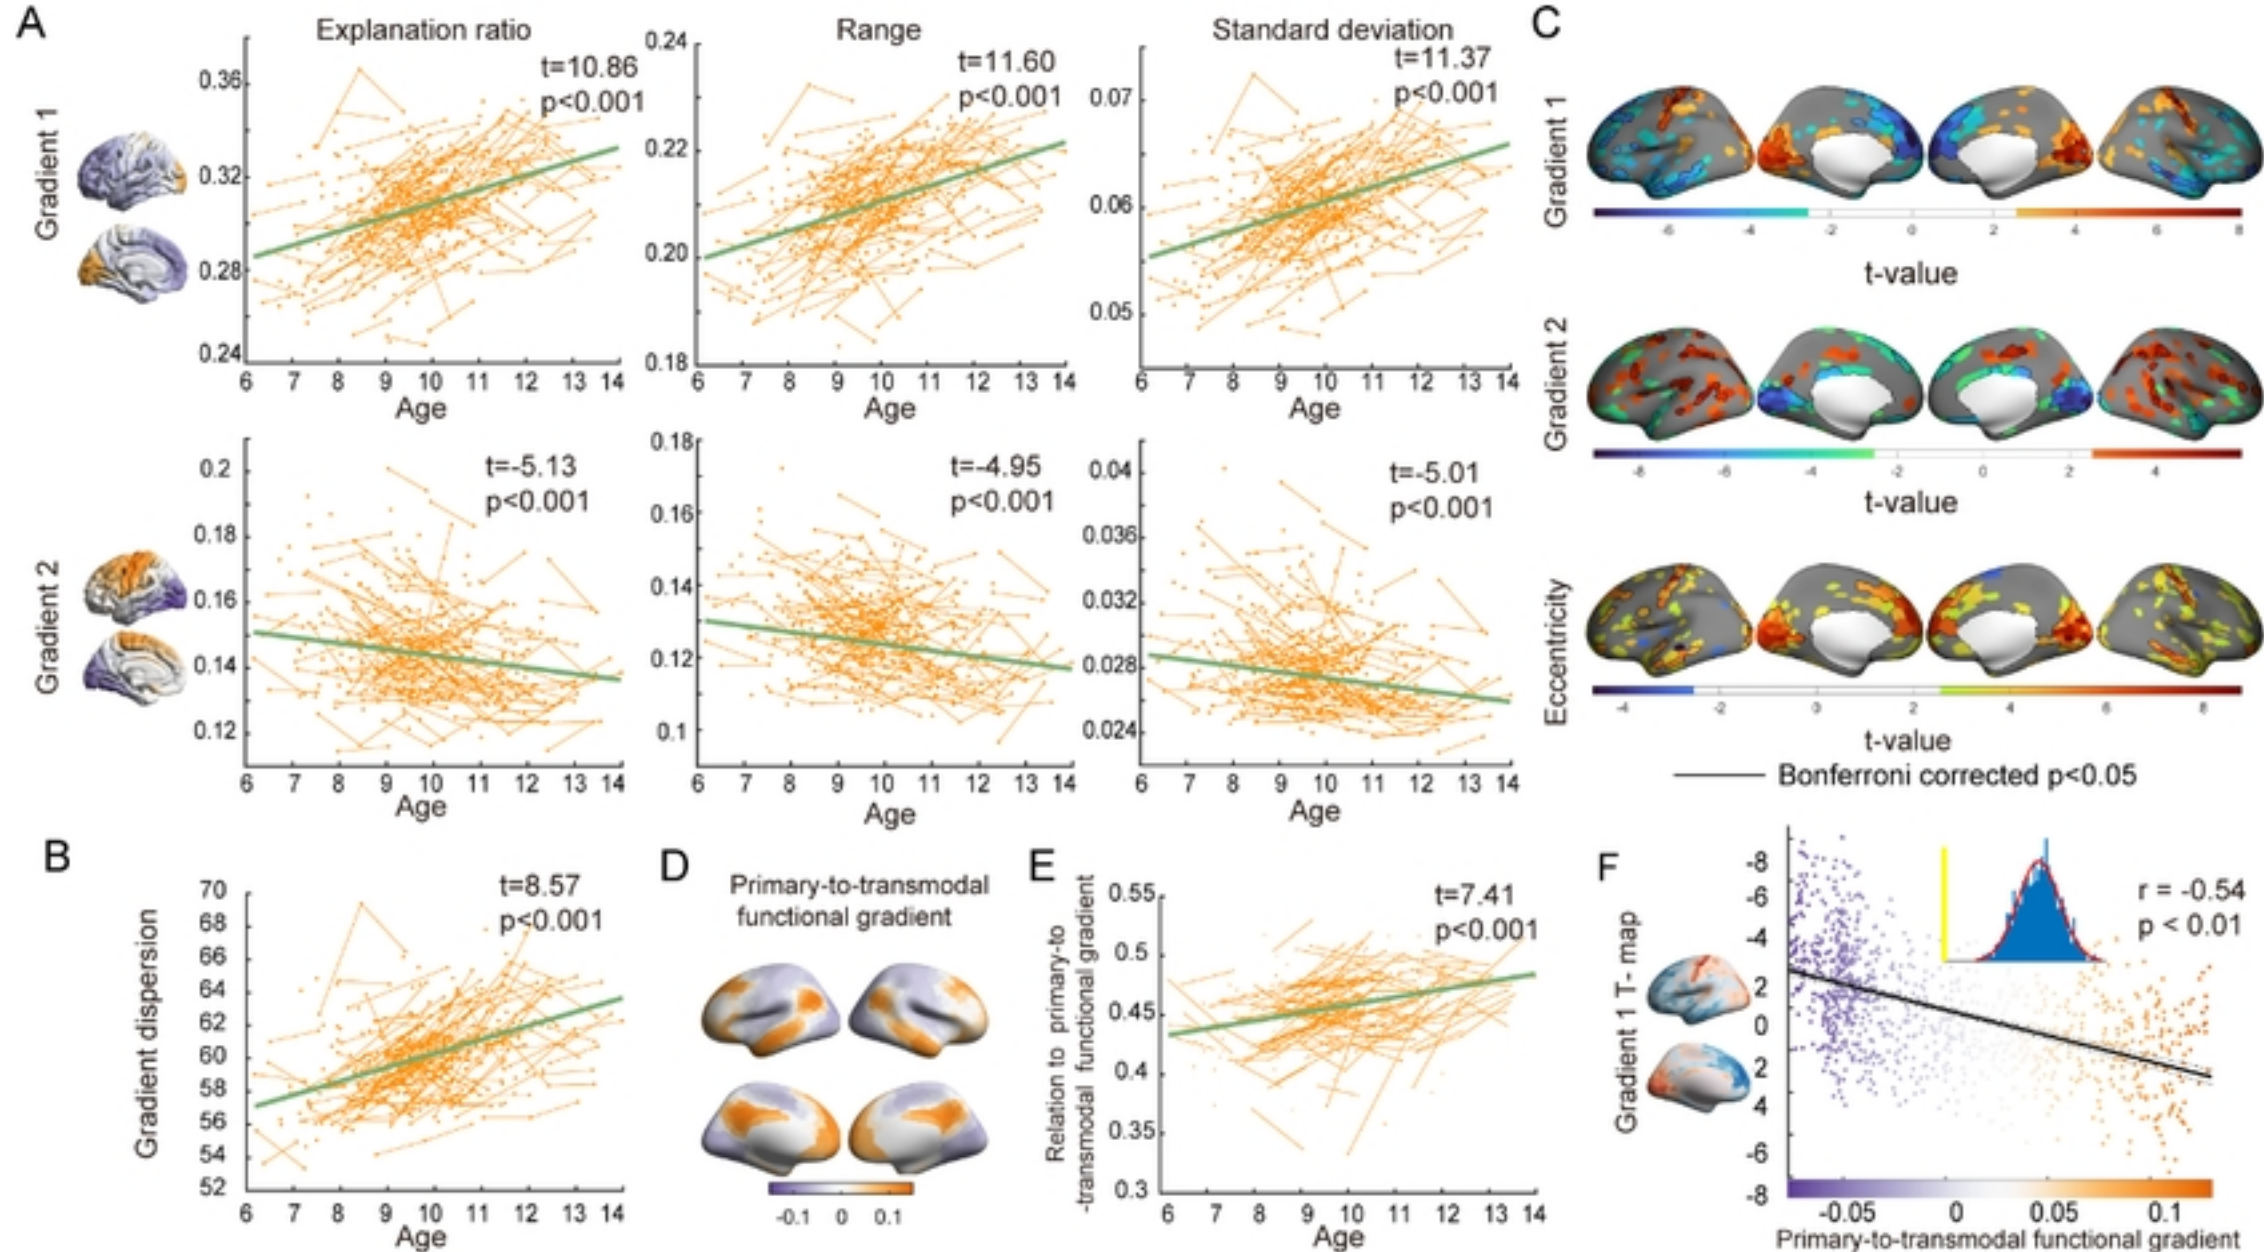 A
Explanation ratio
Range
Standard deviation
C
Gradient 1
0.36
0.32
0.28
0.24
t=10.86
p<0.001
6 7 8 9 10 11 12 13 14
Age
0.24
0.22
0.20
0.18
t=11.60
p<0.001
6 7 8 9 10 11 12 13 14
Age
0.07
0.06
0.05
t=11.37
p<0.001
6 7 8 9 10 11 12 13 14
Age
Gradient 2
0.2
0.18
0.16
0.14
0.12
t=-5.13
p<0.001
6 7 8 9 10 11 12 13 14
Age
0.18
0.16
0.14
0.12
0.1
t=-4.95
p<0.001
6 7 8 9 10 11 12 13 14
Age
0.04
0.036
0.032
0.028
0.024
t=-5.01
p<0.001
6 7 8 9 10 11 12 13 14
Age
Gradient 1
-6 -4 -2 0 2 4 6 8
t-value
Gradient 2
-8 -6 -4 -2 0 2 4
t-value
Eccentricity
-4 -2 0 2 4 6 8
t-value
Bonferroni corrected p<0.05
B
Gradient dispersion
70
68
66
64
62
60
58
56
54
52
t=8.57
p<0.001
6 7 8 9 10 11 12 13 14
Age
D
Primary-to-transmodal
functional gradient
-0.1 0 0.1
E
Relation to primary-to
-transmodal functional gradient
0.55
0.5
0.45
0.4
0.35
0.3
t=7.41
p<0.001
6 7 8 9 10 11 12 13 14
Age
F
Gradient 1 T- map
-8
-6
-4
2
0
2
4
-6
-8
r = -0.54
p < 0.01
-0.05 0 0.05 0.1
Primary-to-transmodal functional gradient